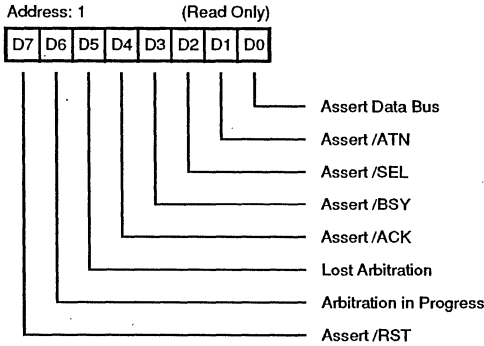 Address: 1 (Read Only)
D7 D6 D5 D4 D3 D2 D1 D0
Assert Data Bus
Assert /ATN
Assert /SEL
Assert /BSY
Assert /ACK
Lost Arbitration
Arbitration in Progress
Assert /RST